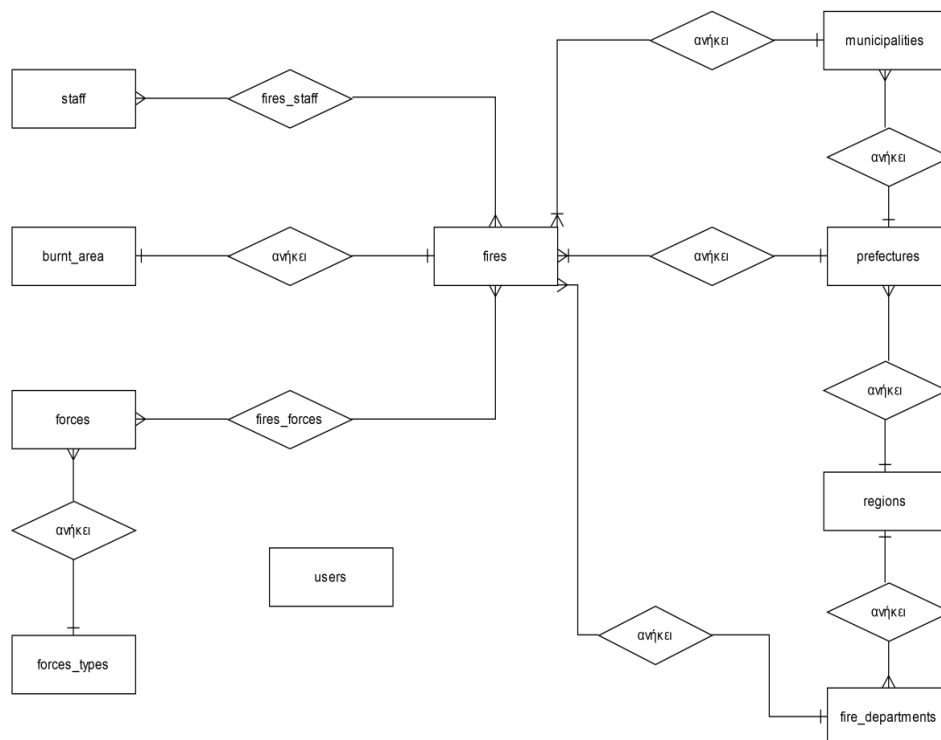 ανήκει
municipalities
staff
fires_staff
ανήκει
burnt_area
ανήκει
fires
ανήκει
prefectures
ανήκει
forces
fires_forces
ανήκει
regions
users
ανήκει
ανήκει
forces_types
fire_departments